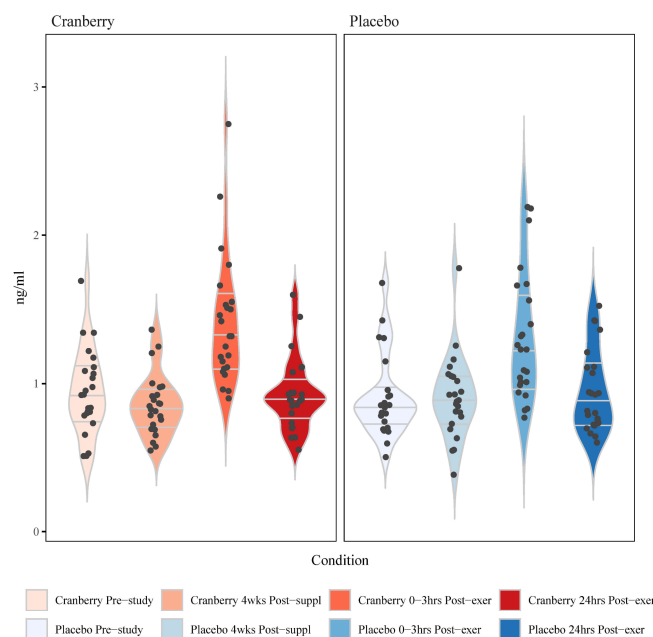 Cranberry Placebo
3
2
1
0
ng/ml
Condition
Cranberry Pre−study Cranberry 4wks Post−suppl Cranberry 0−3hrs Post−exer Cranberry 24hrs Post−exer
Placebo Pre−study Placebo 4wks Post−suppl Placebo 0−3hrs Post−exer Placebo 24hrs Post−exer